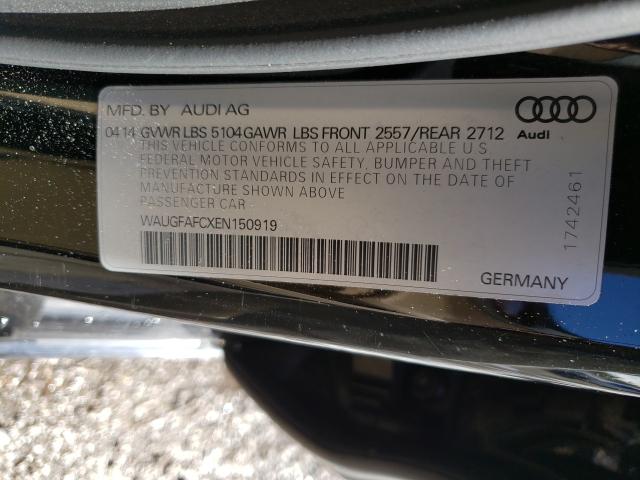 MFD. BY AUDI AG
0414 GVWR LBS 5104 GAWR LBS FRONT 2557/REAR 2712
Audi
THIS VEHICLE CONFORMS TO ALL APPLICABLE U S
FEDERAL MOTOR VEHICLE SAFETY, BUMPER AND THEFT
PREVENTION STANDARDS IN EFFECT ON THE DATE OF
MANUFACTURE SHOWN ABOVE
PASSENGER CAR
WAUGFAFCXEN150919
1742461
GERMANY